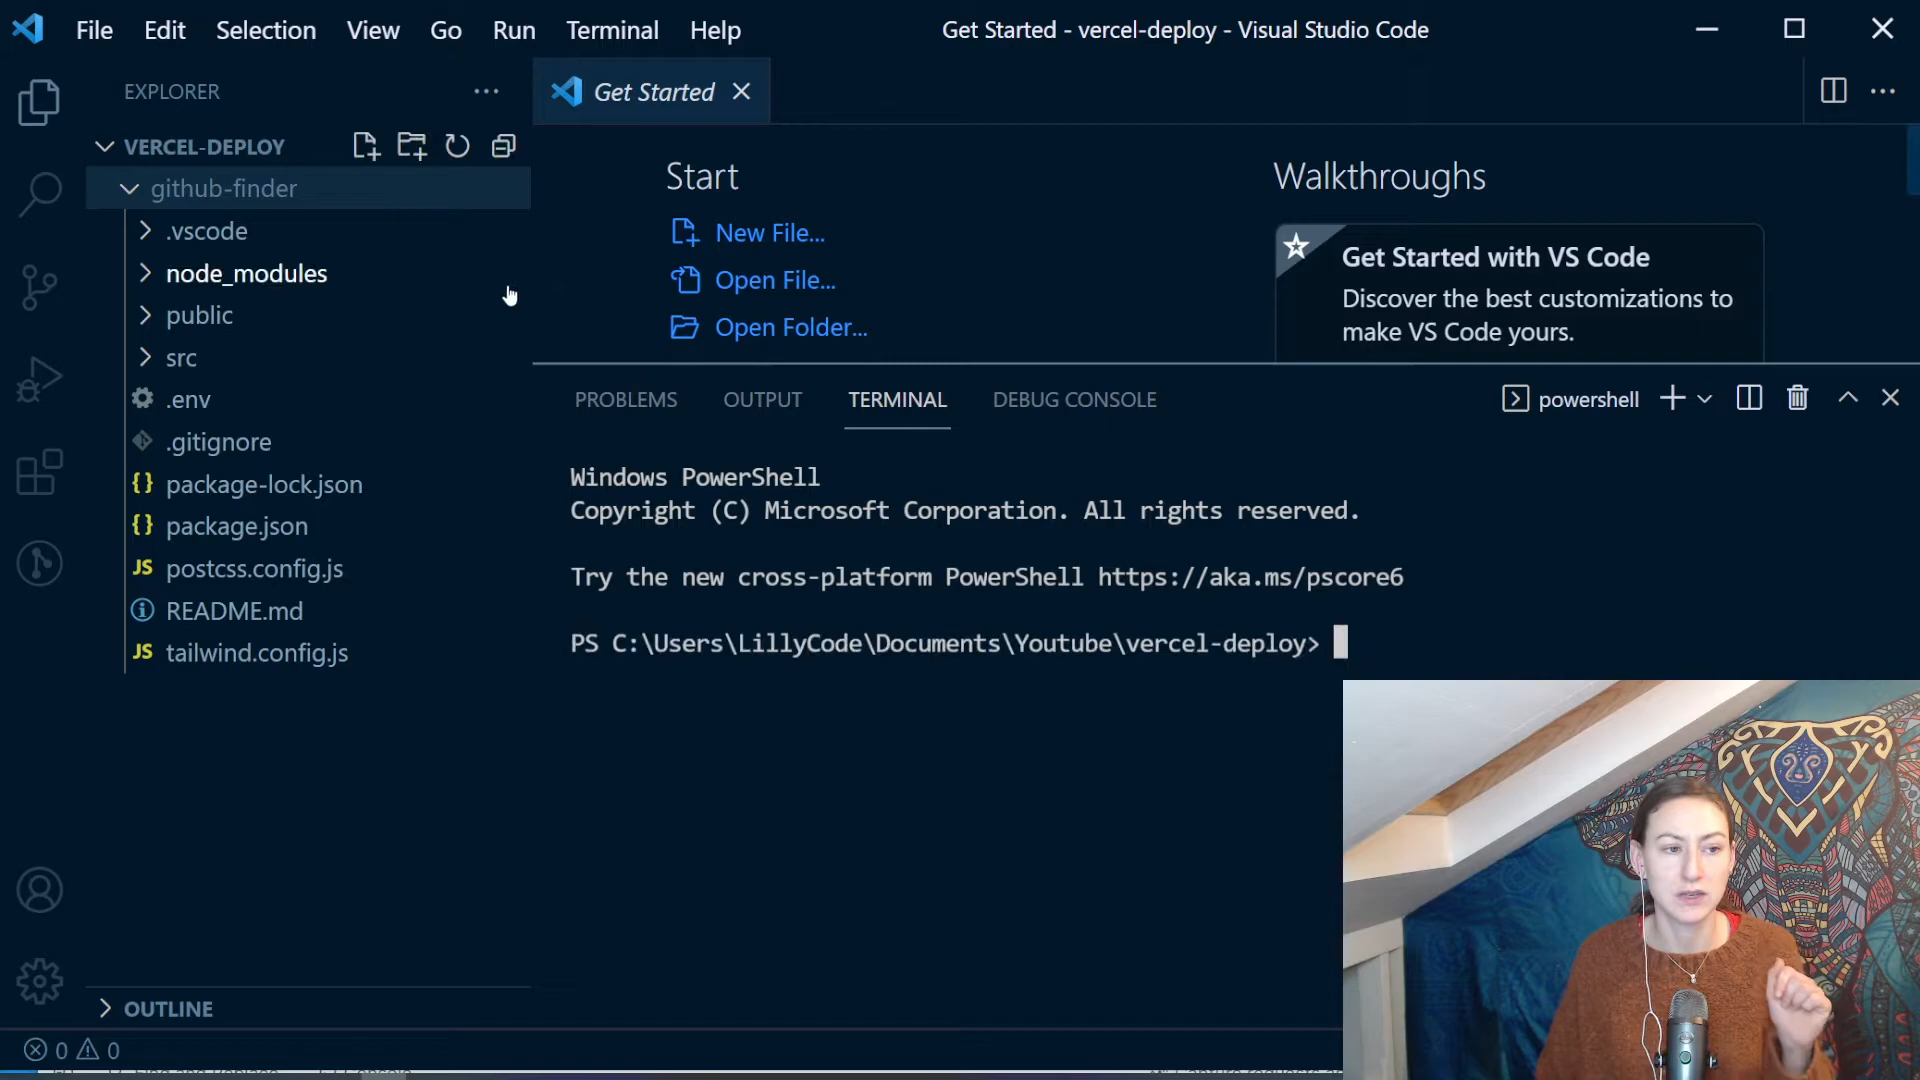 File Edit Selection View Go Run Terminal Help
Get Started - vercel-deploy - Visual Studio Code
EXPLORER
VERCEL-DEPLOY
github-finder
.vscode
node_modules
public
src
.env
.gitignore
package-lock.json
package.json
JS postcss.config.js
README.md
JS tailwind.config.js
OUTLINE
0 0
Get Started
Start
New File...
Open File...
Open Folder...
Walkthroughs
Get Started with VS Code
Discover the best customizations to
make VS Code yours.
PROBLEMS OUTPUT TERMINAL DEBUG CONSOLE
powershell
Windows PowerShell
Copyright (C) Microsoft Corporation. All rights reserved.
Try the new cross-platform PowerShell https://aka.ms/pscore6
PS C:\Users\LillyCode\Documents\Youtube\vercel-deploy>